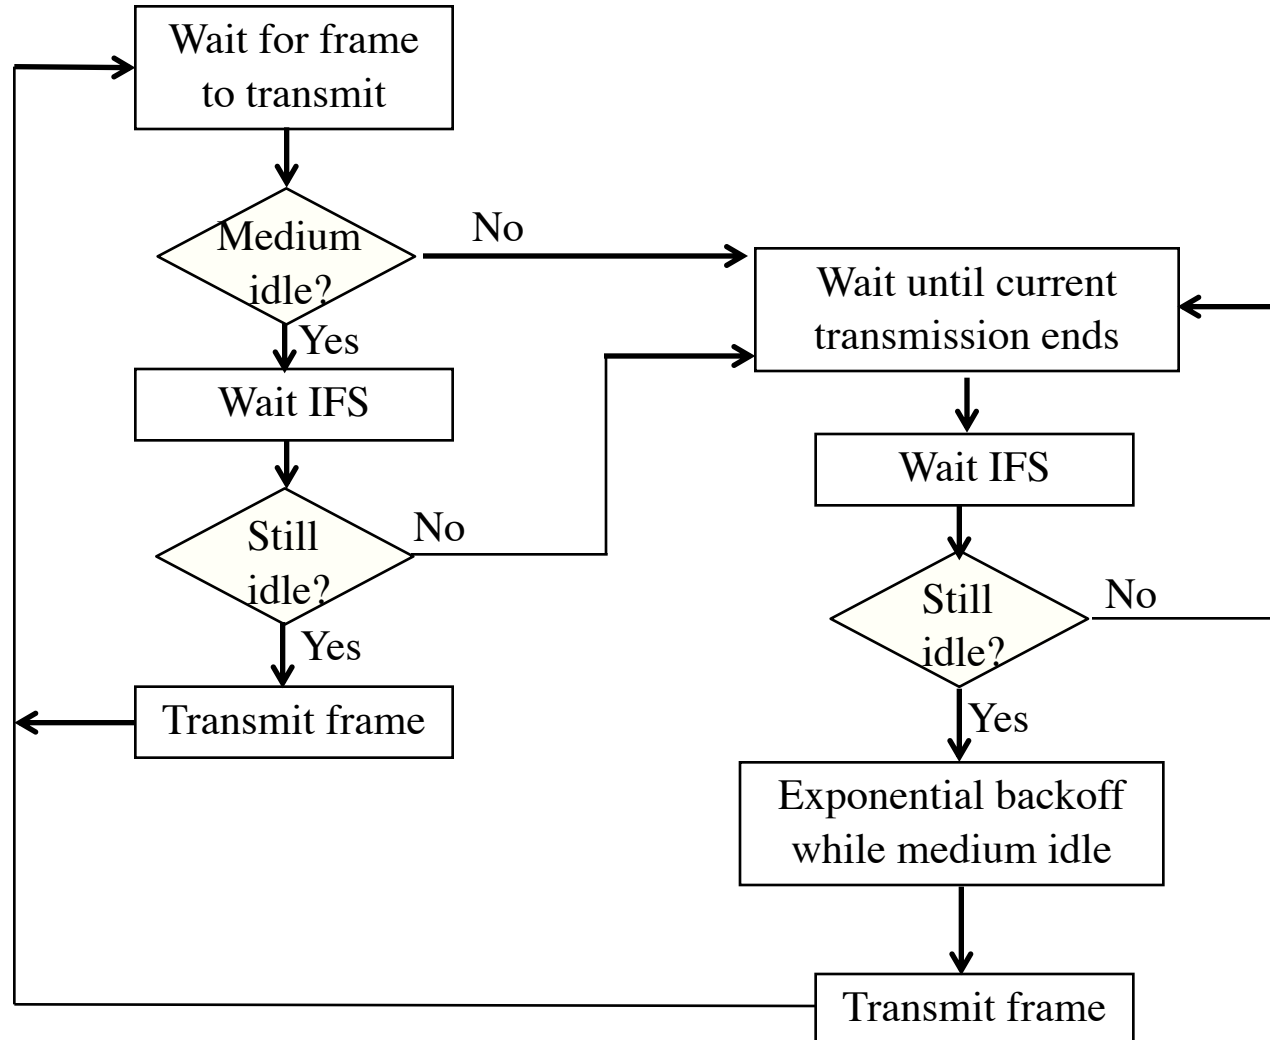 Wait for frame
to transmit
Medium
idle?
No
Yes
Wait IFS
Still
idle?
No
Yes
Transmit frame
Wait until current
transmission ends
Wait IFS
Still
idle?
No
Yes
Exponential backoff
while medium idle
Transmit frame